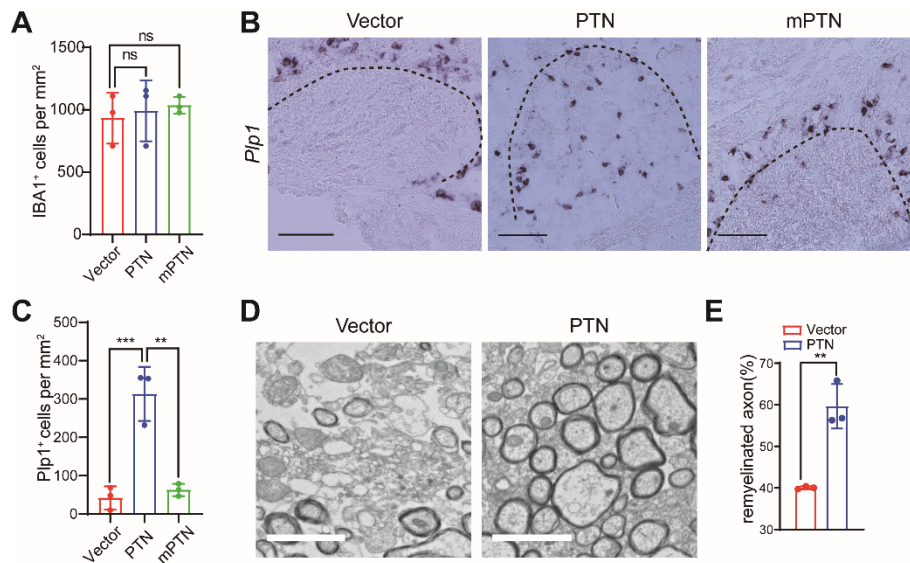 A
IBA1⁺ cells per mm²
1500
1000
500
0
ns
ns
Vector
PTN
mPTN
B
Vector
PTN
mPTN
Plp1
C
Plp1⁺ cells per mm²
500
400
300
200
100
0
***
**
Vector
PTN
mPTN
D
Vector
PTN
E
Vector
PTN
remyelinated axon(%)
70
60
50
40
30
**